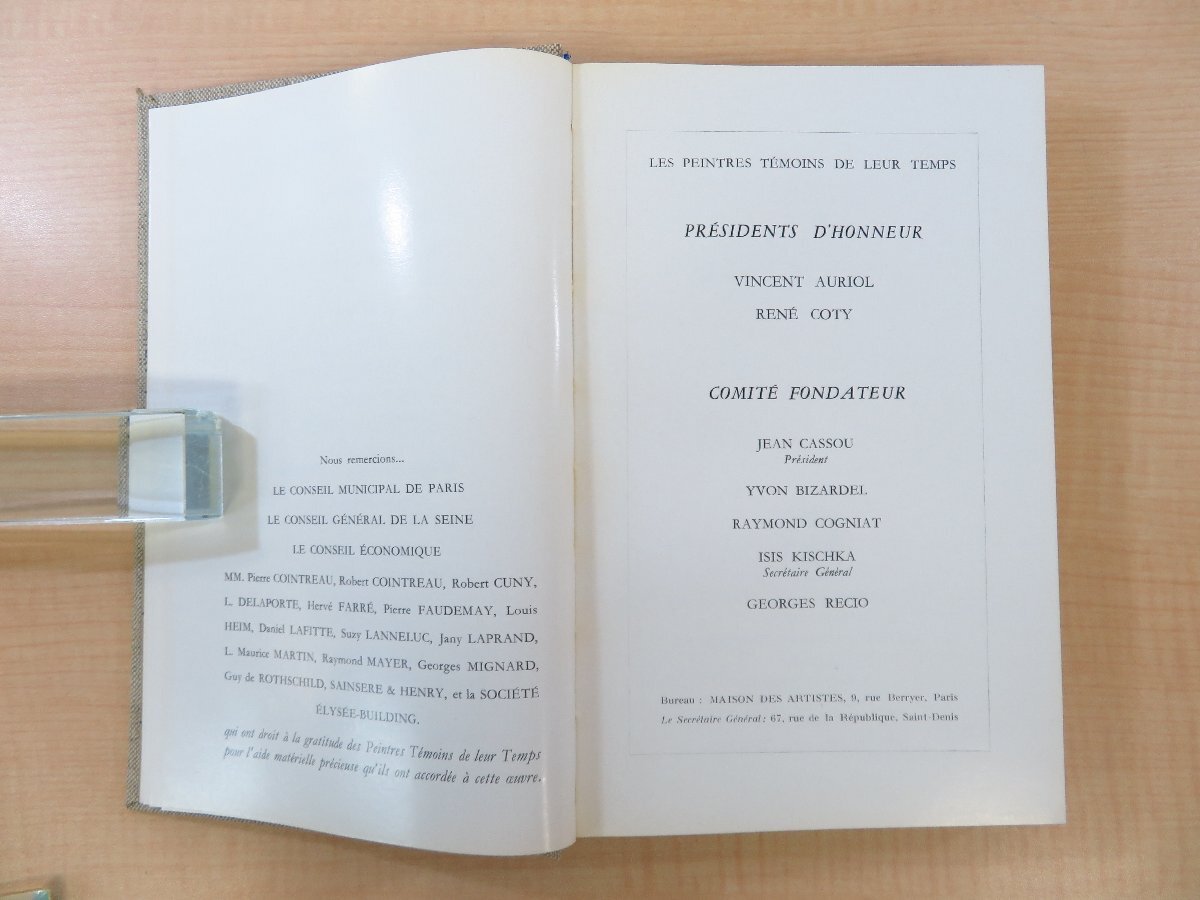 Nous remercions...
LE CONSEIL MUNICIPAL DE PARIS
LE CONSEIL GÉNÉRAL DE LA SEINE
LE CONSEIL ÉCONOMIQUE
MM. Pierre COINTREAU, Robert COINTREAU, Robert CUNY,
L. DELAPORTE, Hervé FARRÉ, Pierre FAUDEMAY, Louis
HEIM, Daniel LAFITTE, Suzy LANNELUC, Jany LAPRAND,
L. Maurice MARTIN, Raymond MAYER, Georges MIGNARD,
Guy de ROTHSCHILD, SAINSERE & HENRY, et la SOCIÉTÉ
ÉLYSÉE-BUILDING.
qui ont droit à la gratitude des Peintres Témoins de leur Temps
pour l'aide matérielle précieuse qu'ils ont accordée à cette œuvre.
LES PEINTRES TÉMOINS DE LEUR TEMPS
PRÉSIDENTS D'HONNEUR
VINCENT AURIOL
RENÉ COTY
COMITÉ FONDATEUR
JEAN CASSOU
Président
YVON BIZARDEL
RAYMOND COGNIAT
ISIS KISCHKA
Secrétaire Général
GEORGES RECIO
Bureau : MAISON DES ARTISTES, 9, rue Berryer, Paris
Le Secrétaire Général : 67, rue de la République, Saint-Denis